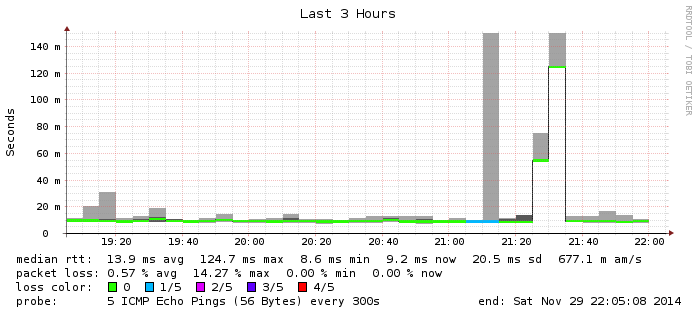 Last 3 Hours
RRDTOOL / TOBI OETIKER
Seconds
140 m
120 m
100 m
80 m
60 m
40 m
20 m
0
19:20 19:40 20:00 20:20 20:40 21:00 21:20 21:40 22:00
median rtt: 13.9 ms avg 124.7 ms max 8.6 ms min 9.2 ms now 20.5 ms sd 677.1 m am/s
packet loss: 0.57 % avg 14.27 % max 0.00 % min 0.00 % now
loss color: 0 1/5 2/5 3/5 4/5
probe: 5 ICMP Echo Pings (56 Bytes) every 300s end: Sat Nov 29 22:05:08 2014